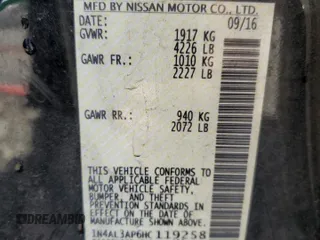 MFD BY NISSAN MOTOR CO., LTD.
DATE: 09/16
GVWR: 1917 KG
4226 LB
GAWR FR.: 1010 KG
2227 LB
GAWR RR.: 940 KG
2072 LB
THIS VEHICLE CONFORMS TO ALL
APPLICABLE FEDERAL MOTOR
VEHICLE SAFETY, BUMPER, AND
THEFT PREVENTION STANDARDS
IN EFFECT ON THE DATE OF
MANUFACTURE SHOWN ABOVE.
1N4AL3AP6HC119258
DREAMBID